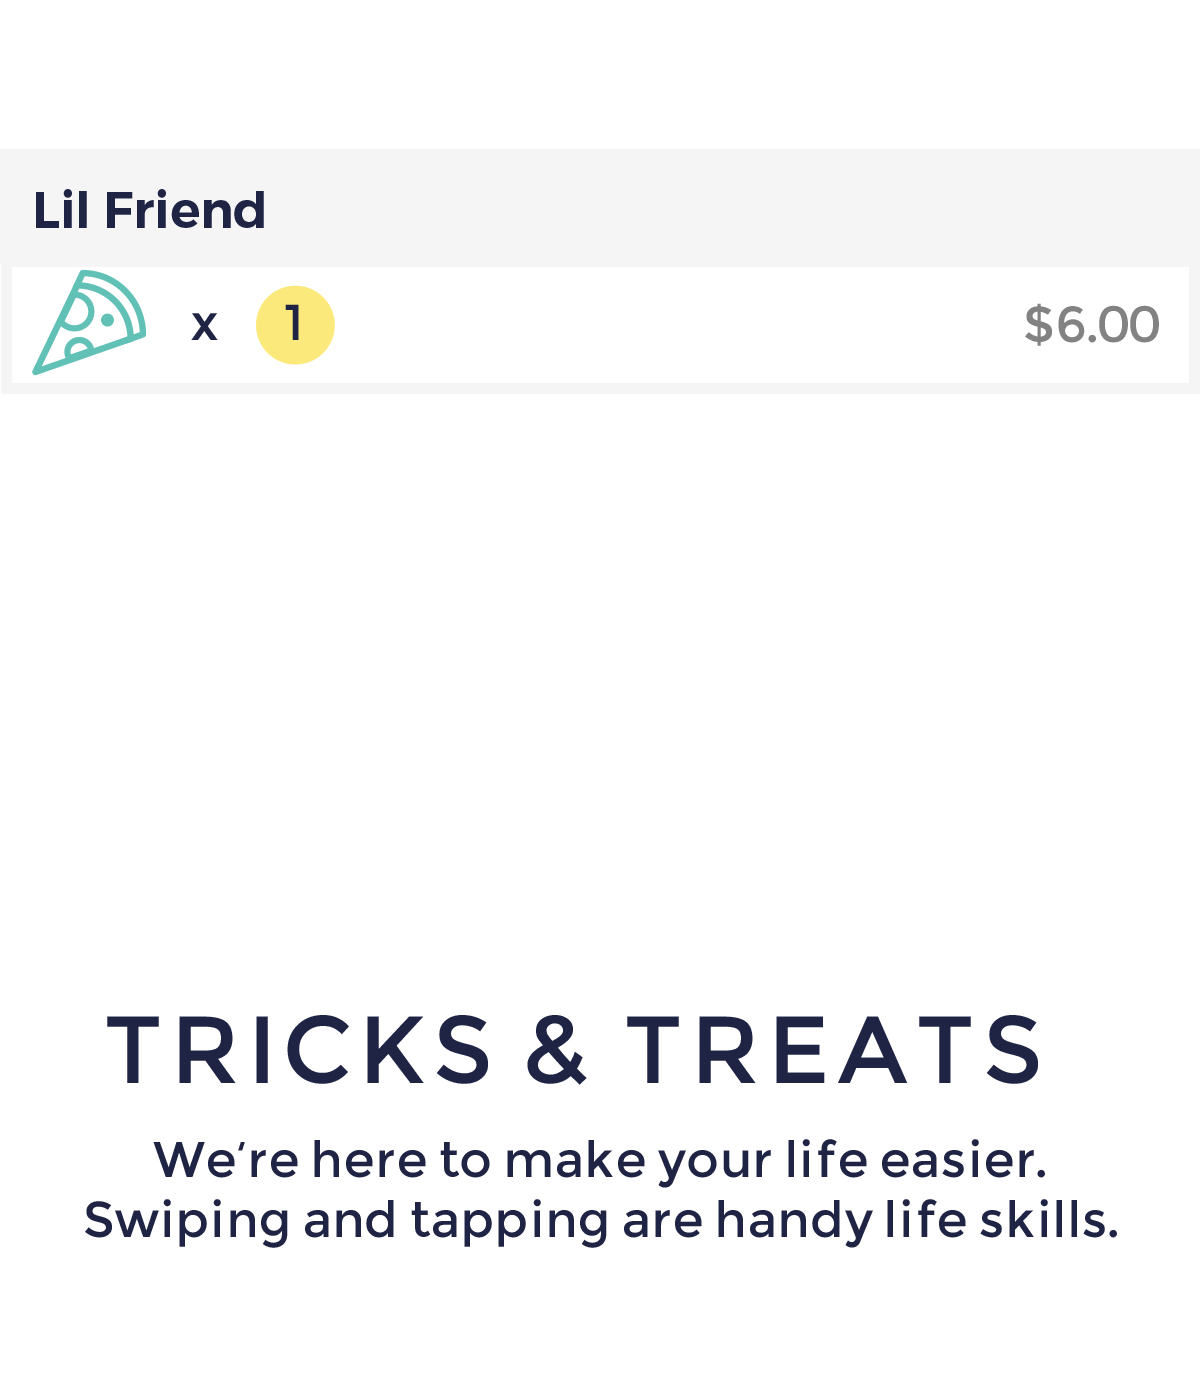 Lil Friend
x 1 $6.00
TRICKS & TREATS
We’re here to make your life easier.
Swiping and tapping are handy life skills.